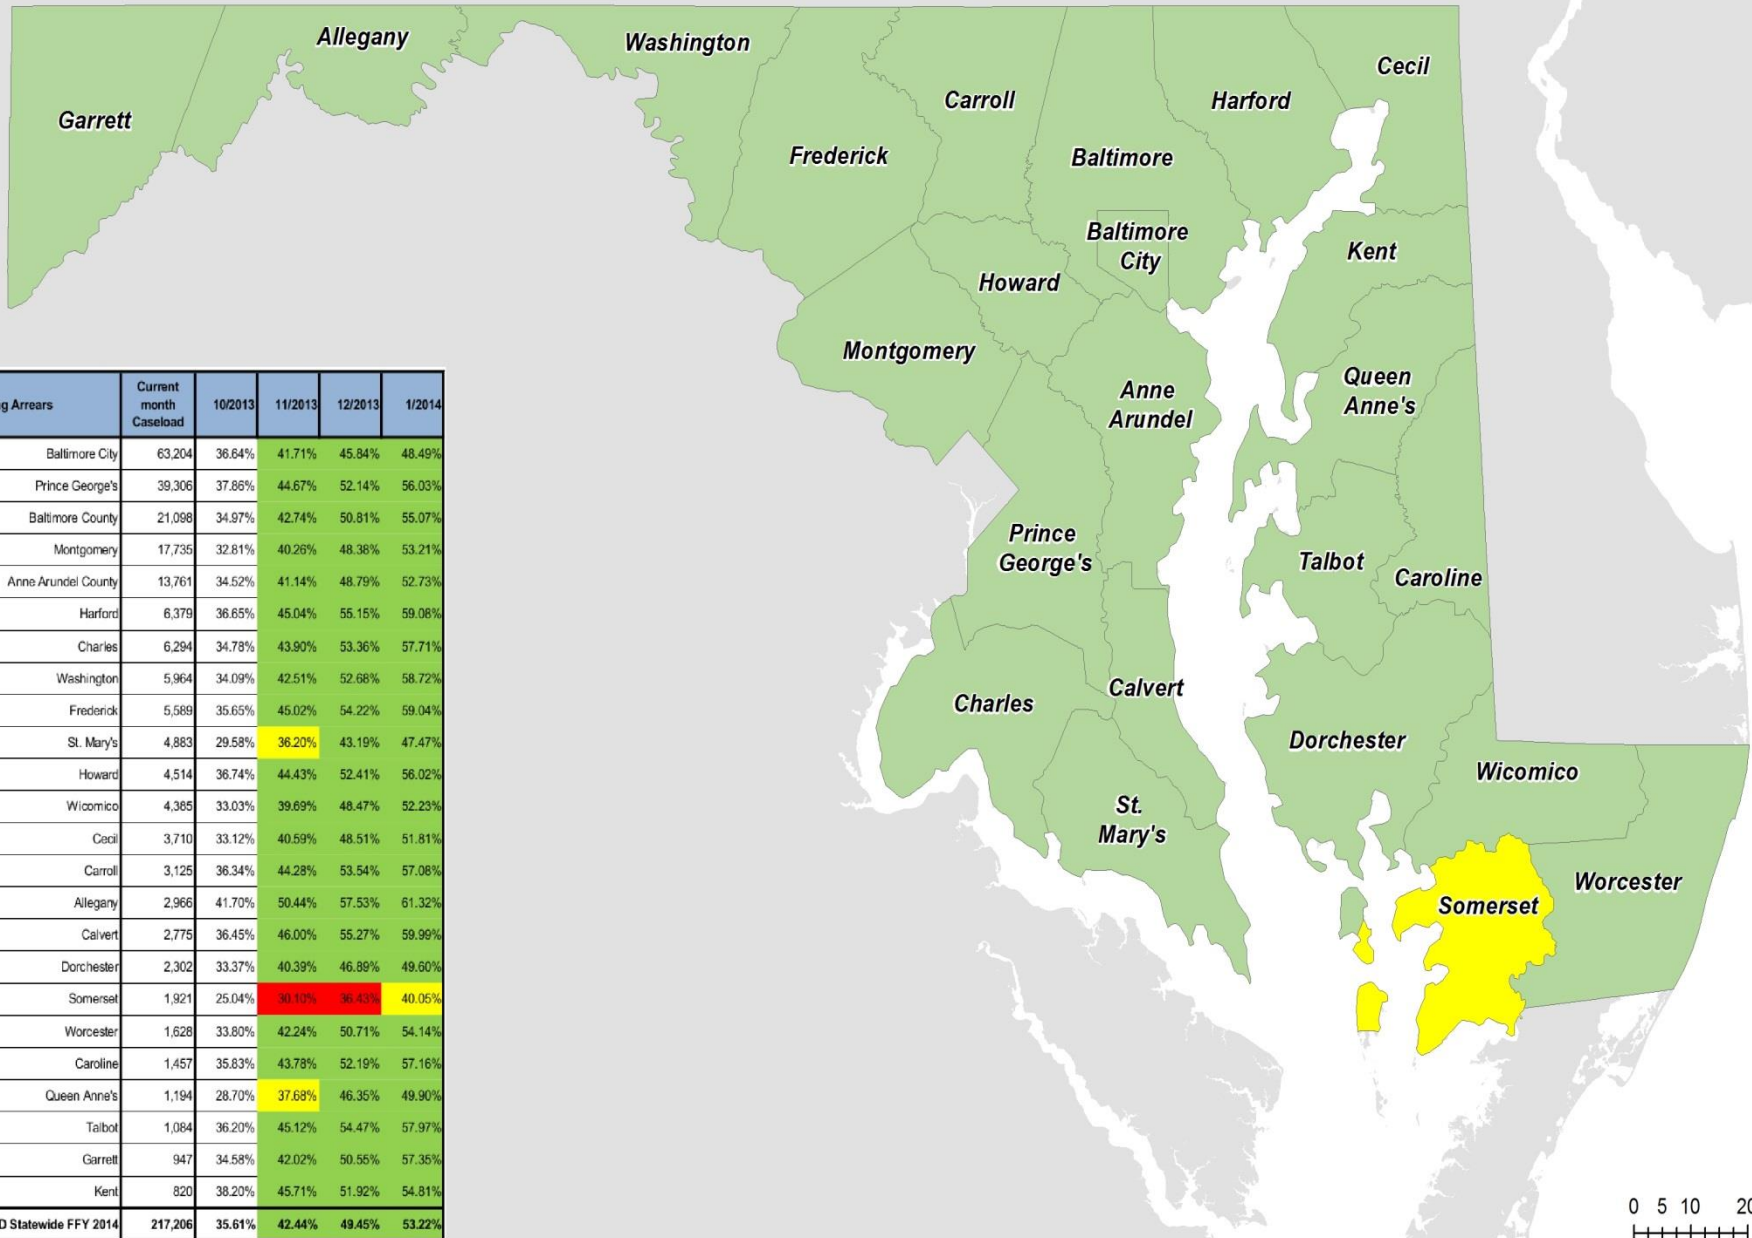 Garrett
Allegany
Washington
Frederick
Carroll
Baltimore
Harford
Cecil
Baltimore
City
Howard
Montgomery
Kent
Anne
Arundel
Queen
Anne's
Prince
George's
Talbot
Caroline
Charles
Calvert
Dorchester
Wicomico
St.
Mary's
Somerset
Worcester
g Arrears Current month Caseload 10/2013 11/2013 12/2013 1/2014
Baltimore City 63,204 36.64% 41.71% 45.84% 48.49%
Prince George's 39,306 37.86% 44.67% 52.14% 56.03%
Baltimore County 21,098 34.97% 42.74% 50.81% 55.07%
Montgomery 17,735 32.81% 40.26% 48.38% 53.21%
Anne Arundel County 13,761 34.52% 41.14% 48.79% 52.73%
Harford 6,379 36.65% 45.04% 55.15% 59.08%
Charles 6,294 34.78% 43.90% 53.36% 57.71%
Washington 5,964 34.09% 42.51% 52.68% 58.72%
Frederick 5,589 35.65% 45.02% 54.22% 59.04%
St. Mary's 4,883 29.58% 36.20% 43.19% 47.47%
Howard 4,514 36.74% 44.43% 52.41% 56.02%
Wicomico 4,385 33.03% 39.69% 48.47% 52.23%
Cecil 3,710 33.12% 40.59% 48.51% 51.81%
Carroll 3,125 36.34% 44.28% 53.54% 57.08%
Allegany 2,966 41.70% 50.44% 57.53% 61.32%
Calvert 2,775 36.45% 46.00% 55.27% 59.99%
Dorchester 2,302 33.37% 40.39% 46.89% 49.60%
Somerset 1,921 25.04% 30.10% 36.43% 40.05%
Worcester 1,628 33.80% 42.24% 50.71% 54.14%
Caroline 1,457 35.83% 43.78% 52.19% 57.16%
Queen Anne's 1,194 28.70% 37.68% 46.35% 49.90%
Talbot 1,084 36.20% 45.12% 54.47% 57.97%
Garrett 947 34.58% 42.02% 50.55% 57.35%
Kent 820 38.20% 45.71% 51.92% 54.81%
D Statewide FFY 2014 217,206 35.61% 42.44% 49.45% 53.22%
0 5 10 20